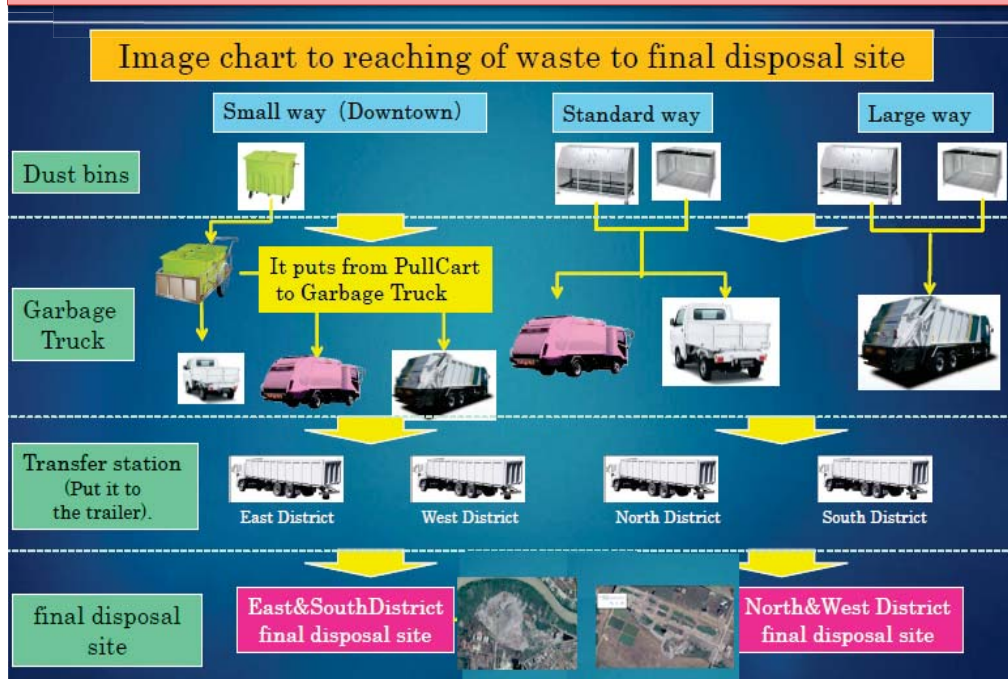 Image chart to reaching of waste to final disposal site
Small way (Downtown)
Standard way
Large way
Dust bins
It puts from PullCart
to Garbage Truck
Garbage
Truck
Transfer station
(Put it to
the trailer).
East District
West District
North District
South District
final disposal
site
East&SouthDistrict
final disposal site
North&West District
final disposal site